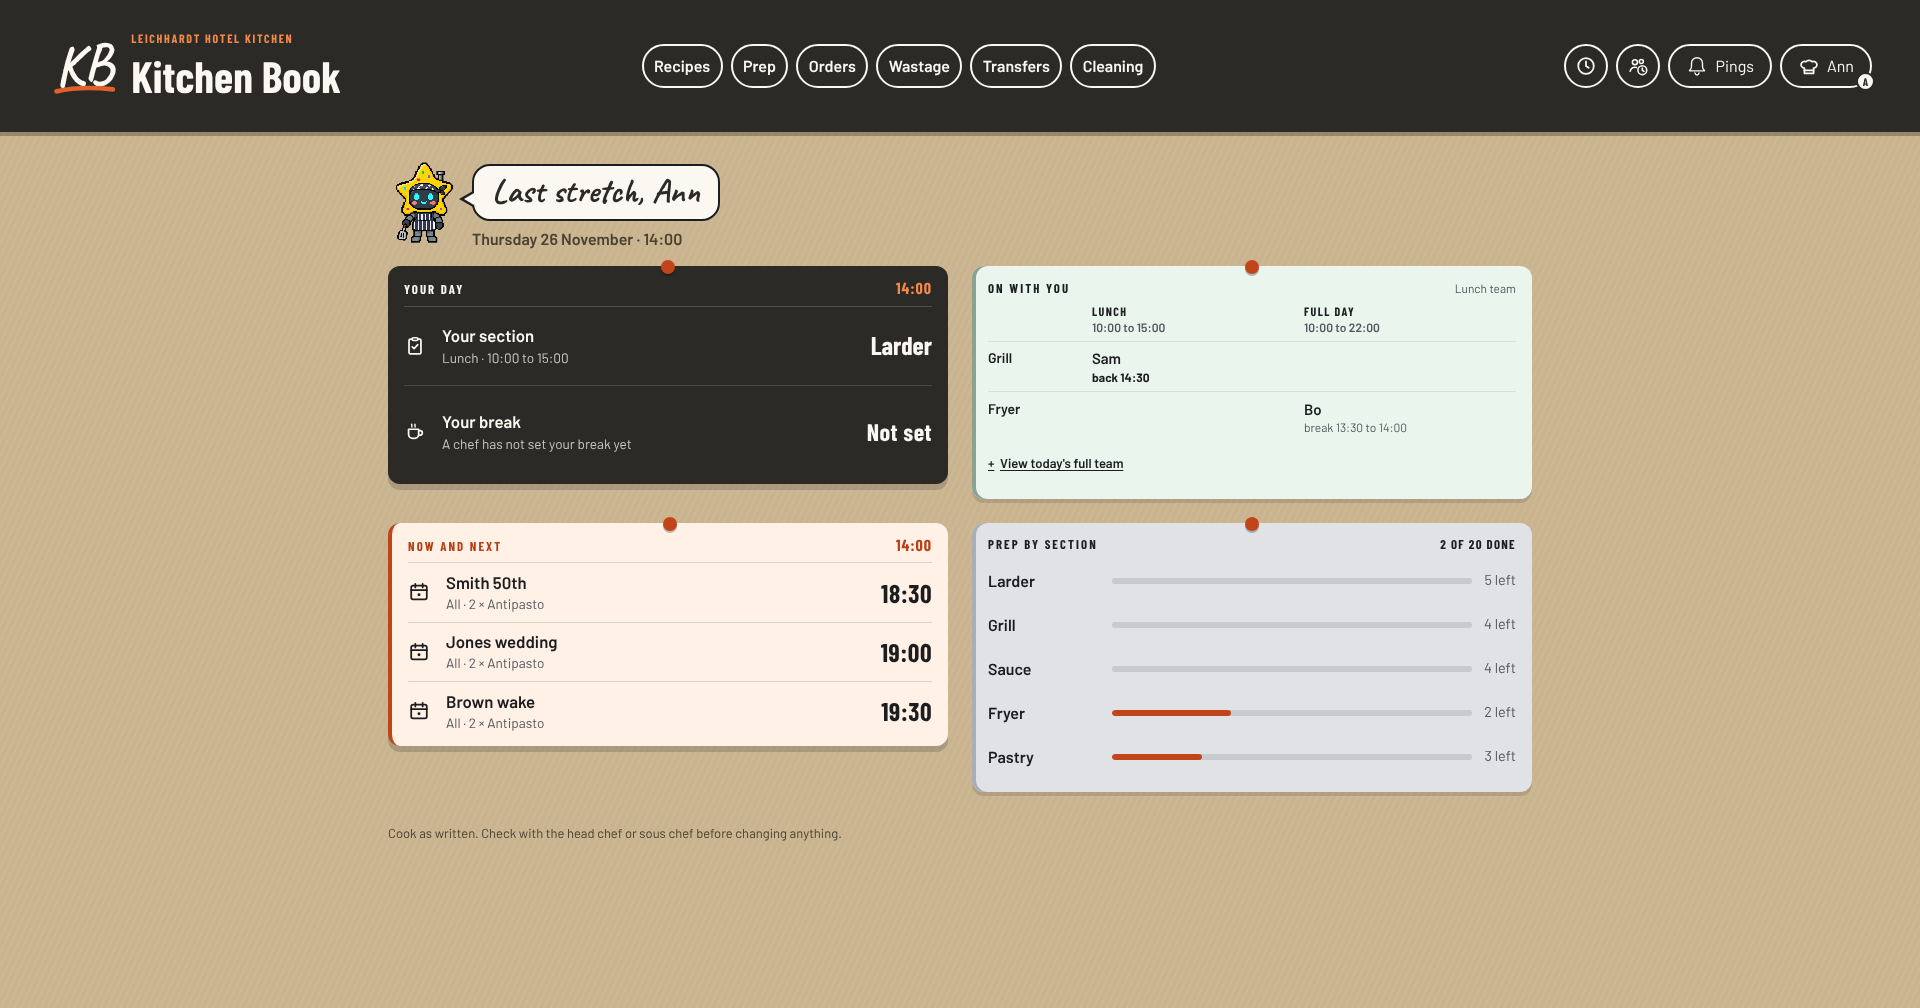 KB
LEICHHARDT HOTEL KITCHEN
Kitchen Book
Recipes
Prep
Orders
Wastage
Transfers
Cleaning
Pings
Ann
A
Last stretch, Ann
Thursday 26 November · 14:00
YOUR DAY
14:00
Your section
Lunch · 10:00 to 15:00
Larder
Your break
A chef has not set your break yet
Not set
ON WITH YOU
Lunch team
LUNCH
10:00 to 15:00
FULL DAY
10:00 to 22:00
Grill
Sam
back 14:30
Fryer
Bo
break 13:30 to 14:00
+ View today's full team
NOW AND NEXT
14:00
Smith 50th
All · 2 × Antipasto
18:30
Jones wedding
All · 2 × Antipasto
19:00
Brown wake
All · 2 × Antipasto
19:30
PREP BY SECTION
2 OF 20 DONE
Larder
5 left
Grill
4 left
Sauce
4 left
Fryer
2 left
Pastry
3 left
Cook as written. Check with the head chef or sous chef before changing anything.